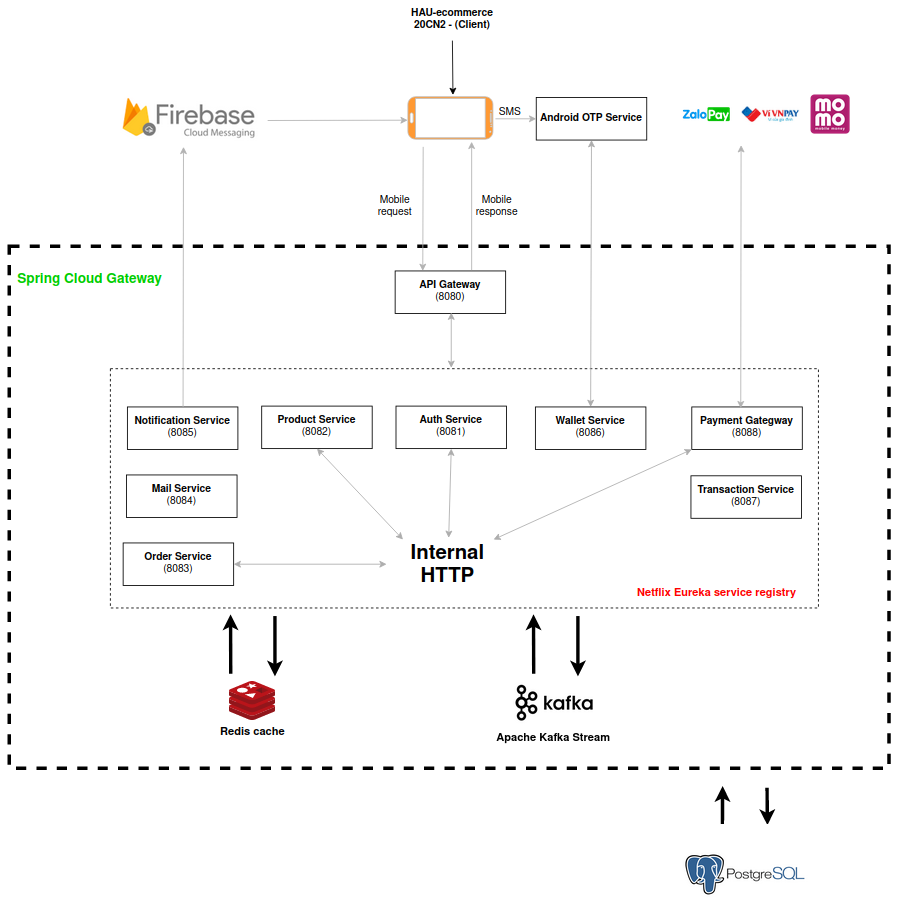 HAU-ecommerce
20CN2 - (Client)
Firebase
Cloud Messaging
SMS
Android OTP Service
ZaloPay
VÍ VNPAY
mo
mo
mobile money
Mobile
request
Mobile
response
Spring Cloud Gateway
API Gateway
(8080)
Notification Service
(8085)
Product Service
(8082)
Auth Service
(8081)
Wallet Service
(8086)
Payment Gategway
(8088)
Mail Service
(8084)
Transaction Service
(8087)
Order Service
(8083)
Internal
HTTP
Netflix Eureka service registry
Redis cache
kafka
Apache Kafka Stream
PostgreSQL